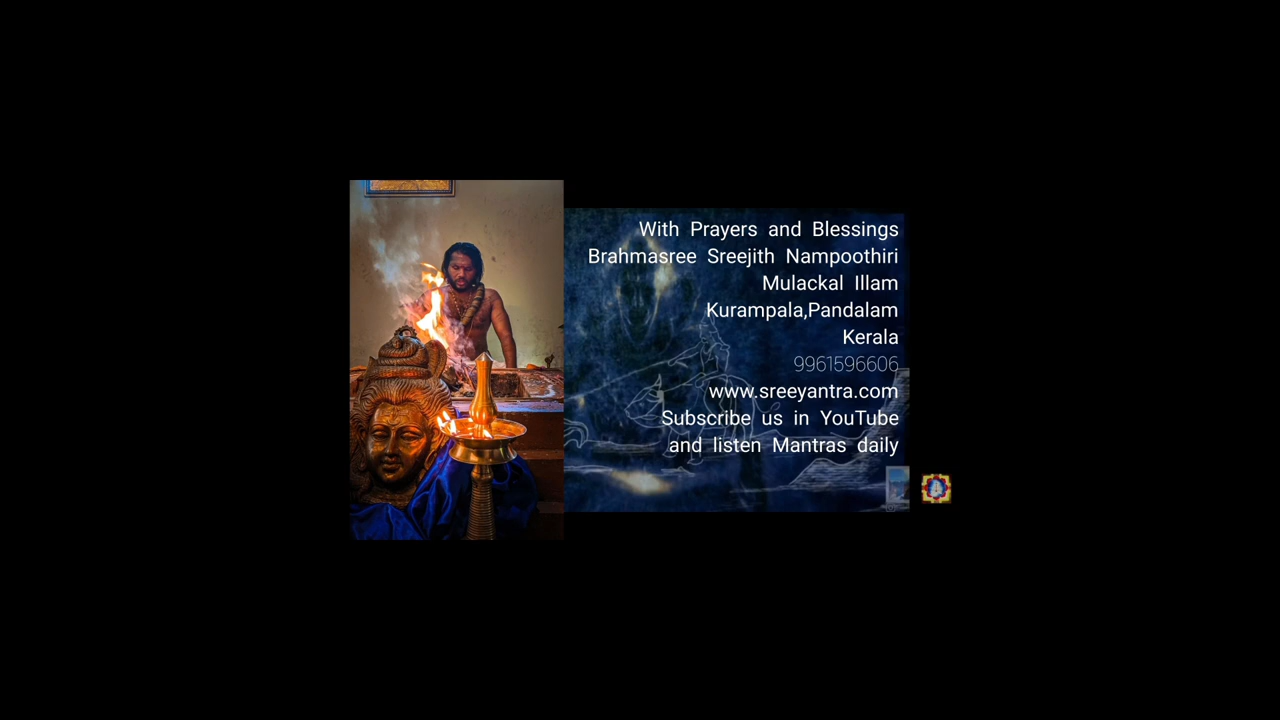 With Prayers and Blessings
Brahmasree Sreejith Nampoothiri
Mulackal Illam
Kurampala,Pandalam
Kerala
9961596606
www.sreeyantra.com
Subscribe us in YouTube
and listen Mantras daily